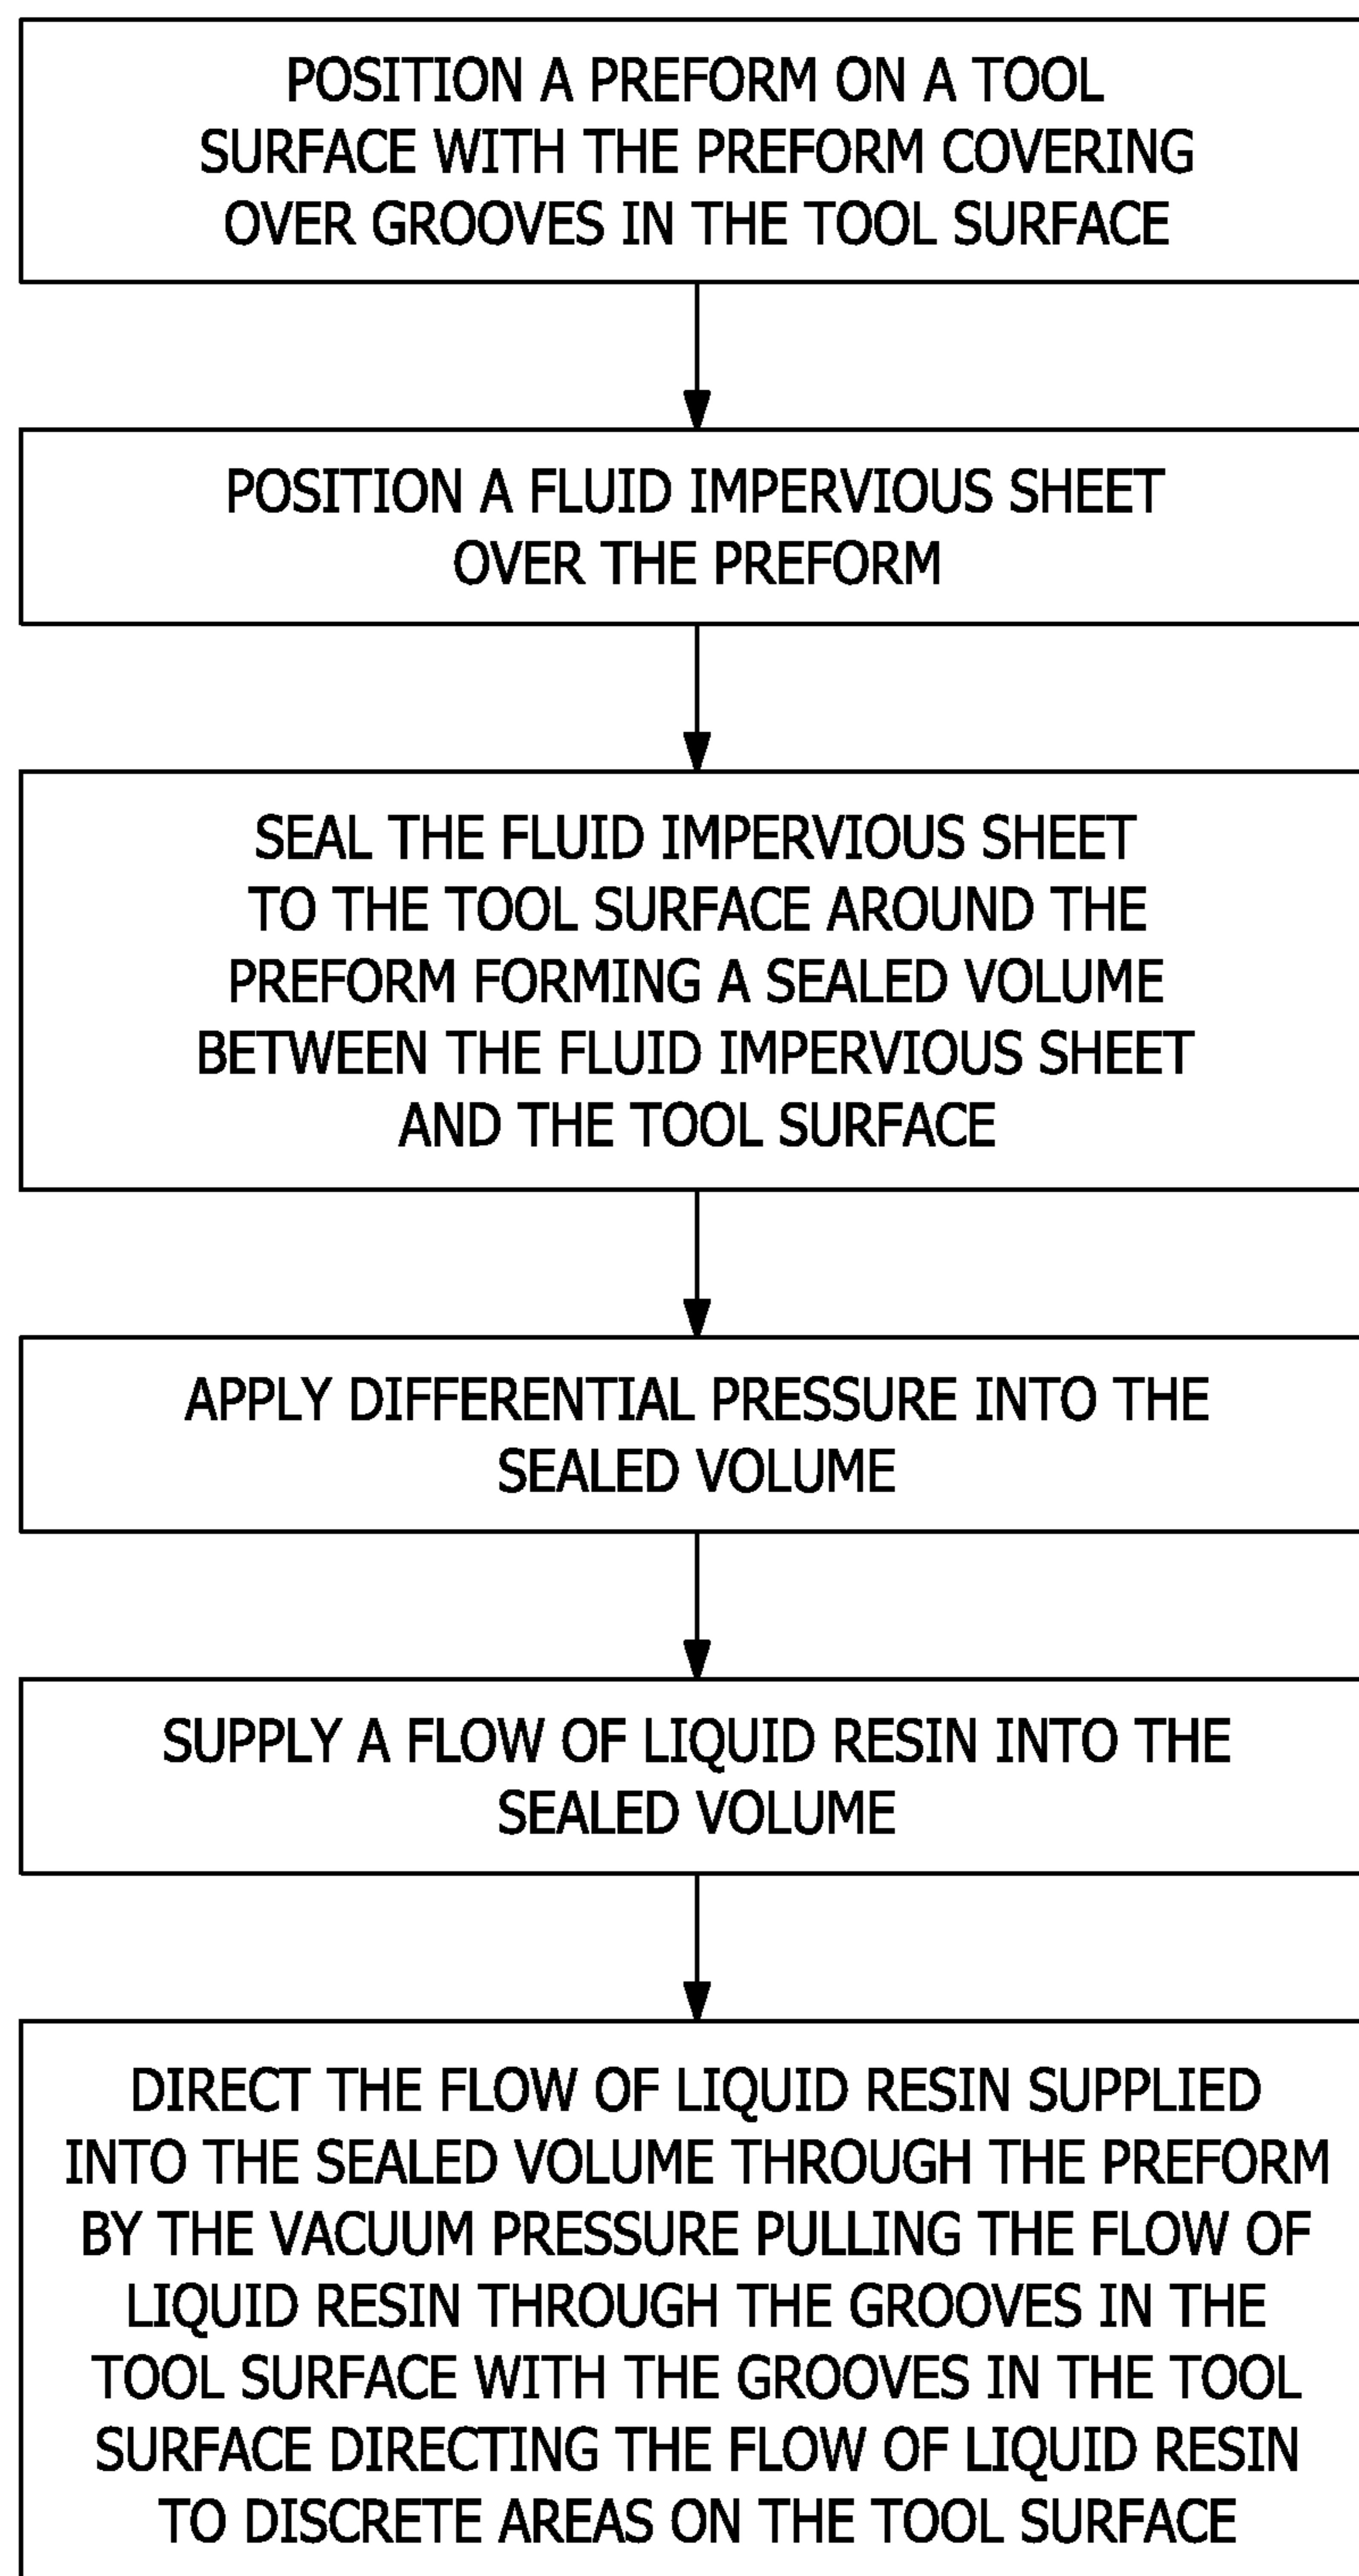 POSITION A PREFORM ON A TOOL
SURFACE WITH THE PREFORM COVERING
OVER GROOVES IN THE TOOL SURFACE
POSITION A FLUID IMPERVIOUS SHEET
OVER THE PREFORM
SEAL THE FLUID IMPERVIOUS SHEET
TO THE TOOL SURFACE AROUND THE
PREFORM FORMING A SEALED VOLUME
BETWEEN THE FLUID IMPERVIOUS SHEET
AND THE TOOL SURFACE
APPLY DIFFERENTIAL PRESSURE INTO THE
SEALED VOLUME
SUPPLY A FLOW OF LIQUID RESIN INTO THE
SEALED VOLUME
DIRECT THE FLOW OF LIQUID RESIN SUPPLIED
INTO THE SEALED VOLUME THROUGH THE PREFORM
BY THE VACUUM PRESSURE PULLING THE FLOW OF
LIQUID RESIN THROUGH THE GROOVES IN THE
TOOL SURFACE WITH THE GROOVES IN THE TOOL
SURFACE DIRECTING THE FLOW OF LIQUID RESIN
TO DISCRETE AREAS ON THE TOOL SURFACE